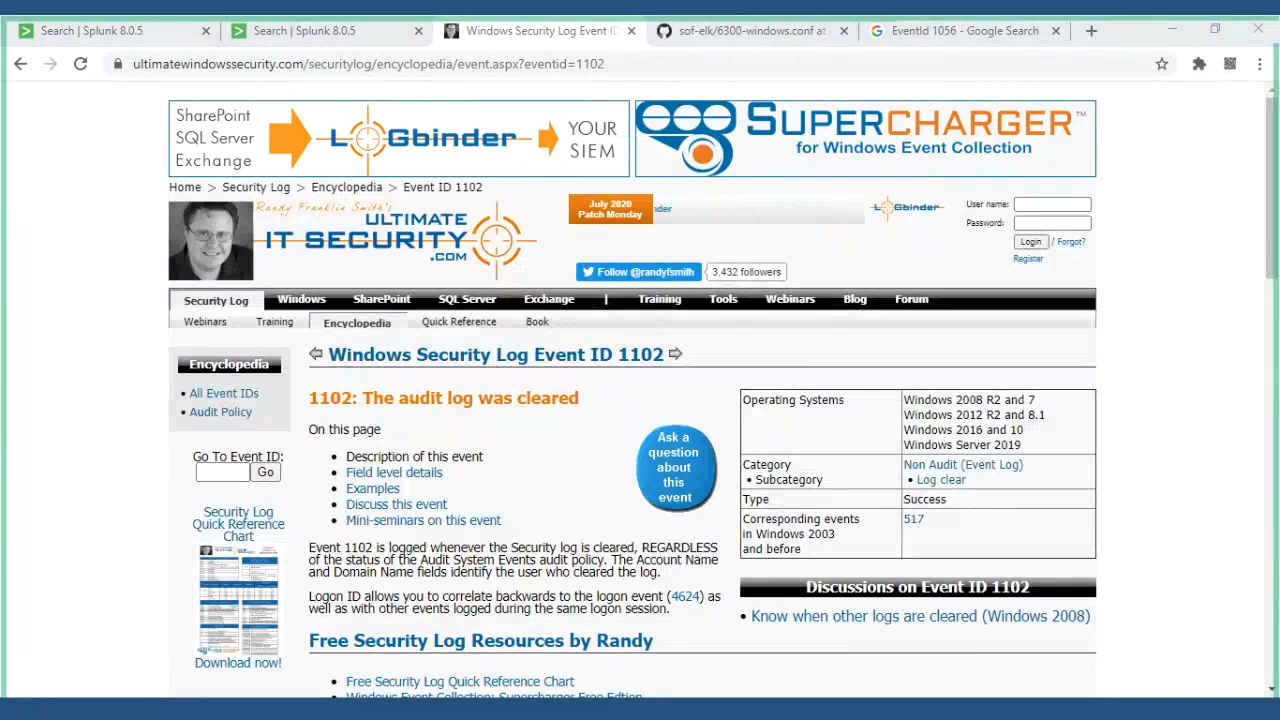 Search | Splunk 8.0.5
Search | Splunk 8.0.5
Windows Security Log Event ID
sof-elk/6300-windows.conf at
EventId 1056 - Google Search
ultimatewindowssecurity.com/securitylog/encyclopedia/event.aspx?eventid=1102
SharePoint
SQL Server
Exchange
LOGbinder
YOUR
SIEM
SUPERCHARGER™
for Windows Event Collection
Home > Security Log > Encyclopedia > Event ID 1102
Randy Franklin Smith's
ULTIMATE
IT SECURITY
.COM
July 2020
Patch Monday
nder
LOGbinder
User name:
Password:
Login / Forgot?
Register
Follow @randyfsmith
3,432 followers
Security Log
Windows
SharePoint
SQL Server
Exchange
|
Training
Tools
Webinars
Blog
Forum
Webinars
Training
Encyclopedia
Quick Reference
Book
Encyclopedia
• All Event IDs
• Audit Policy
Go To Event ID:
Go
Security Log
Quick Reference
Chart
Download now!
Windows Security Log Event ID 1102
1102: The audit log was cleared
On this page
• Description of this event
• Field level details
• Examples
• Discuss this event
• Mini-seminars on this event
Ask a
question
about
this
event
Event 1102 is logged whenever the Security log is cleared, REGARDLESS
of the status of the Audit System Events audit policy. The Account Name
and Domain Name fields identify the user who cleared the log.
Logon ID allows you to correlate backwards to the logon event (4624) as
well as with other events logged during the same logon session.
Free Security Log Resources by Randy
• Free Security Log Quick Reference Chart
Windows Event Collection: Supercharger Free Edtion
Operating Systems
Windows 2008 R2 and 7
Windows 2012 R2 and 8.1
Windows 2016 and 10
Windows Server 2019
Category
• Subcategory
Non Audit (Event Log)
• Log clear
Type
Success
Corresponding events
in Windows 2003
and before
517
Discussions on Event ID 1102
• Know when other logs are cleared (Windows 2008)